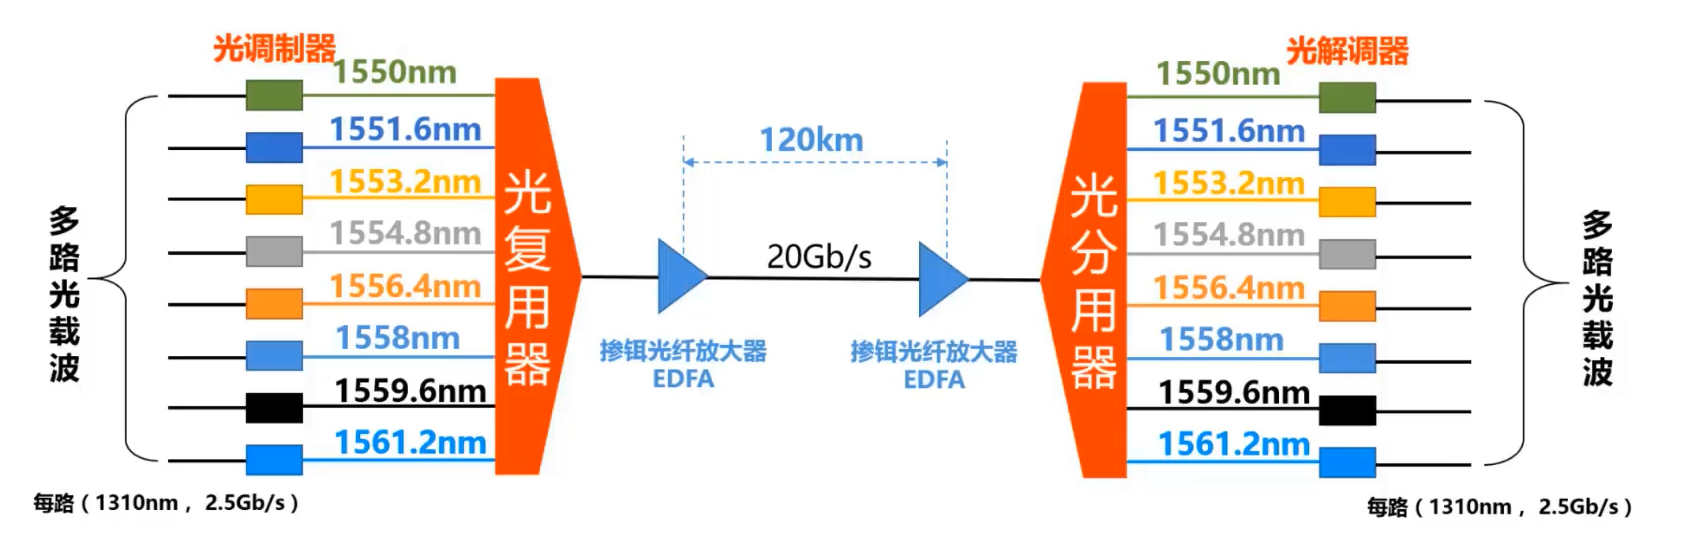 光调制器
1550nm
1551.6nm
1553.2nm
1554.8nm
1556.4nm
1558nm
1559.6nm
1561.2nm
多路光载波
每路（1310nm ，2.5Gb/s）
光复用器
120km
20Gb/s
掺铒光纤放大器
EDFA
掺铒光纤放大器
EDFA
光分用器
光解调器
1550nm
1551.6nm
1553.2nm
1554.8nm
1556.4nm
1558nm
1559.6nm
1561.2nm
多路光载波
每路（1310nm ，2.5Gb/s）